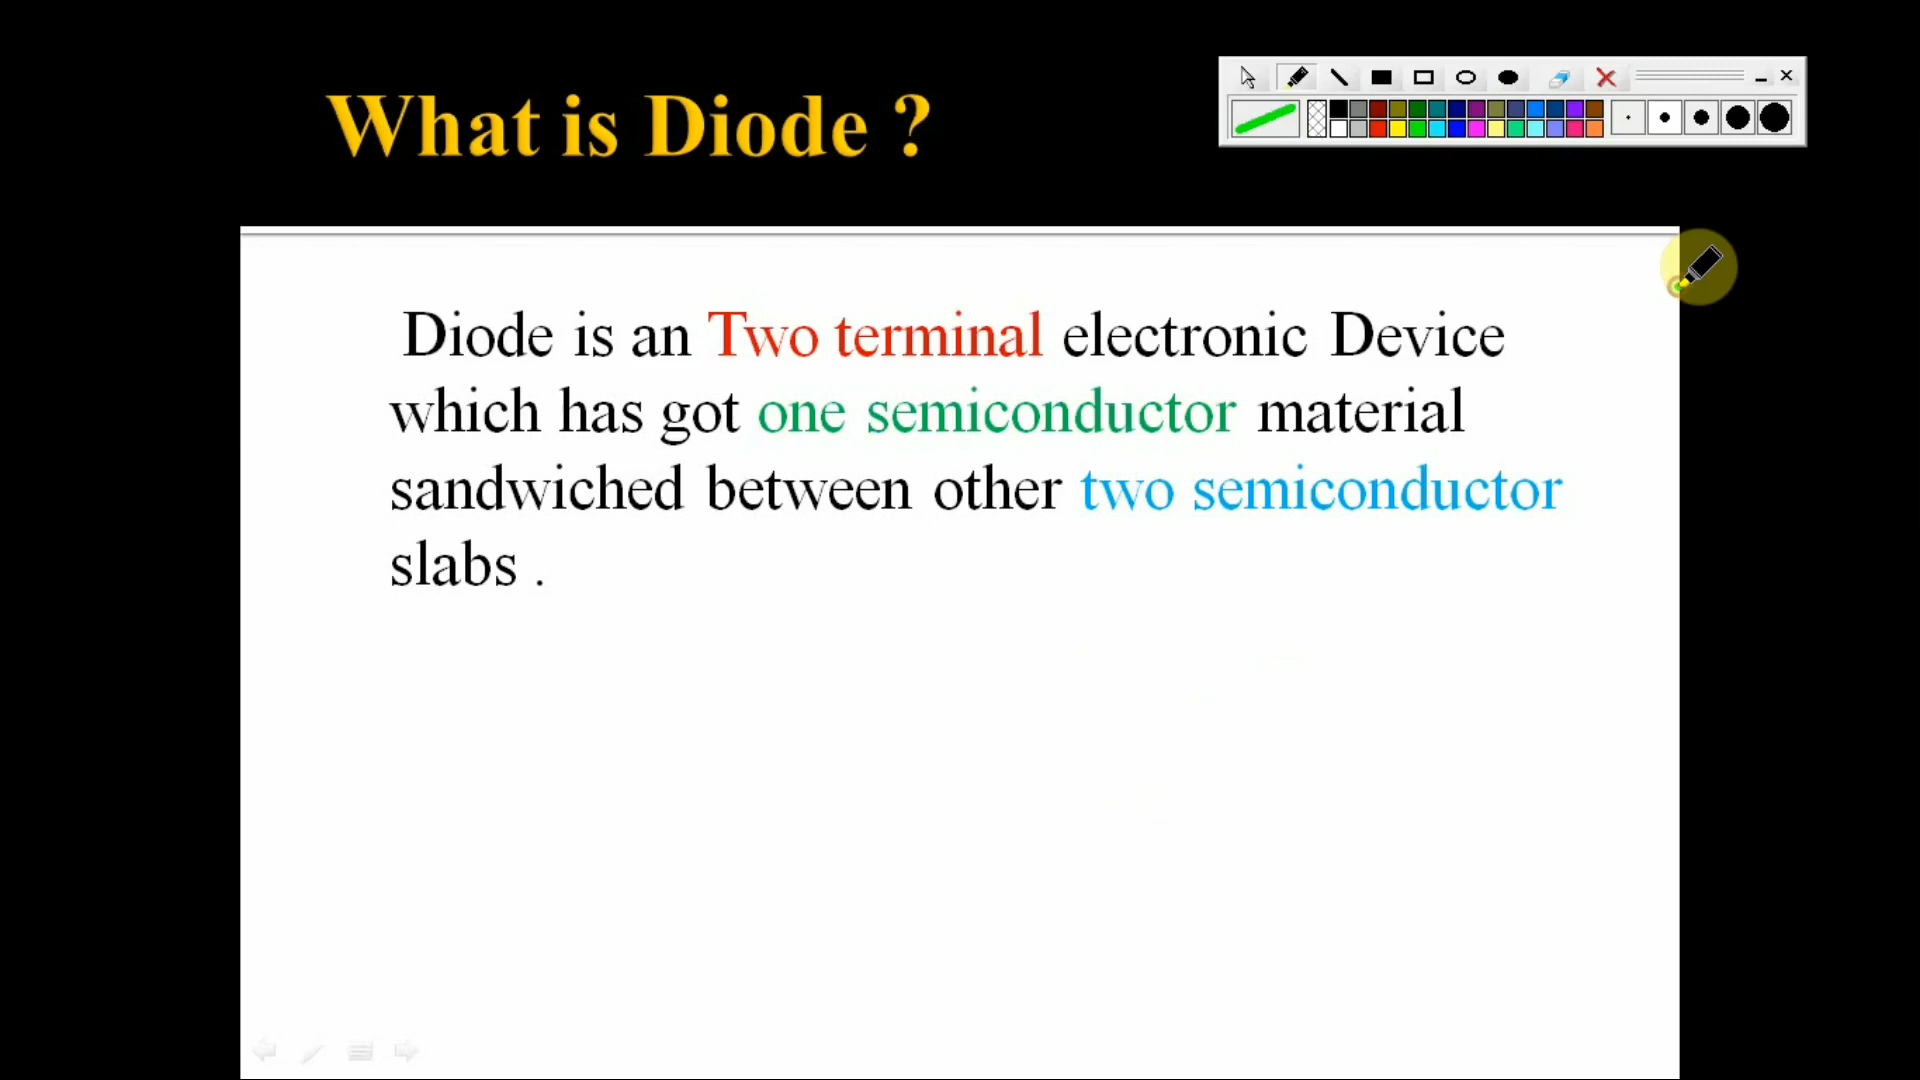 What is Diode ?
Diode is an Two terminal electronic Device
which has got one semiconductor material
sandwiched between other two semiconductor
slabs .